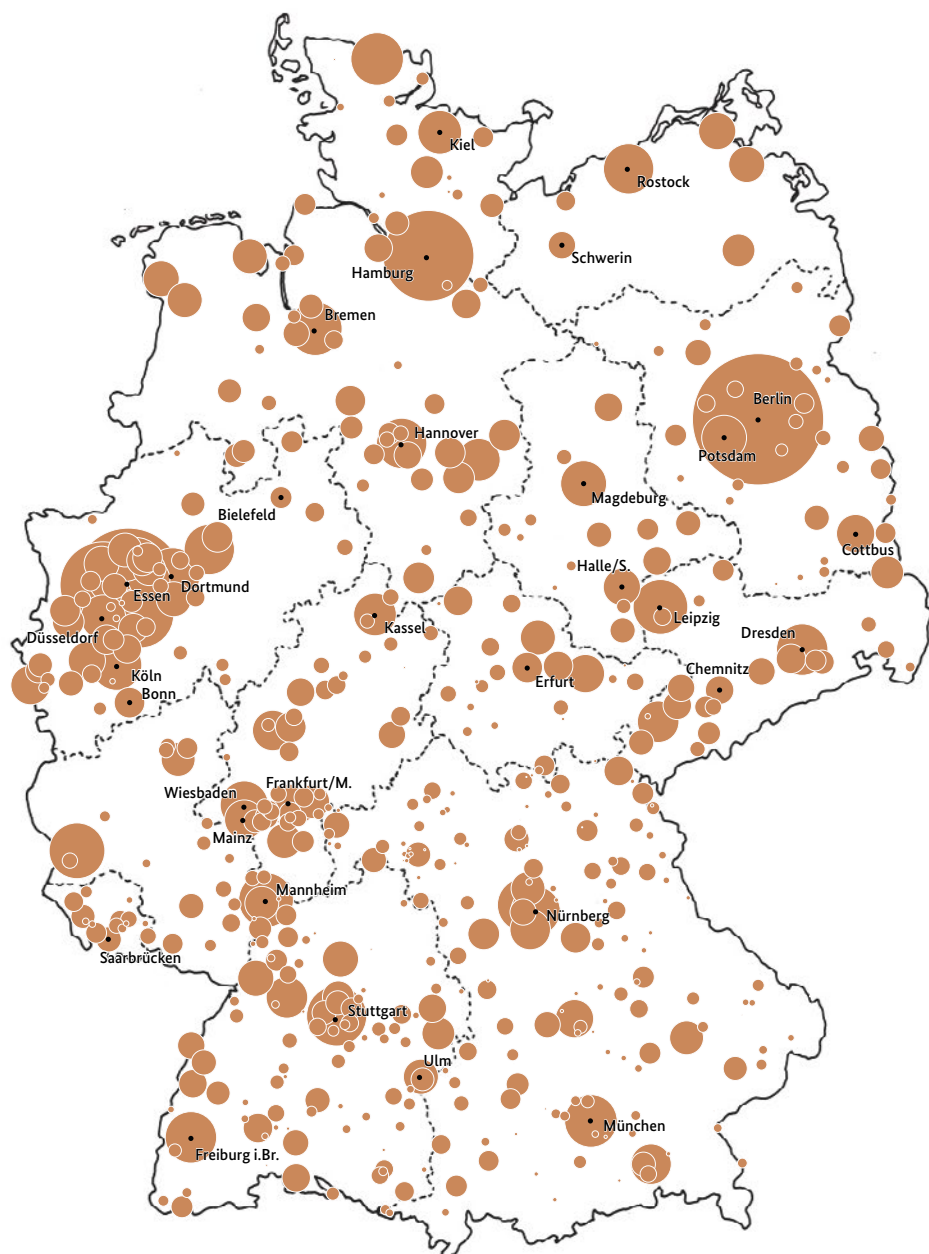 Kiel
Rostock
Schwerin
Hamburg
Bremen
Berlin
Hannover
Potsdam
Magdeburg
Bielefeld
Cottbus
Halle/S.
Dortmund
Essen
Leipzig
Kassel
Düsseldorf
Dresden
Chemnitz
Köln
Erfurt
Bonn
Frankfurt/M.
Wiesbaden
Mainz
Mannheim
Nürnberg
Saarbrücken
Stuttgart
Ulm
München
Freiburg i.Br.